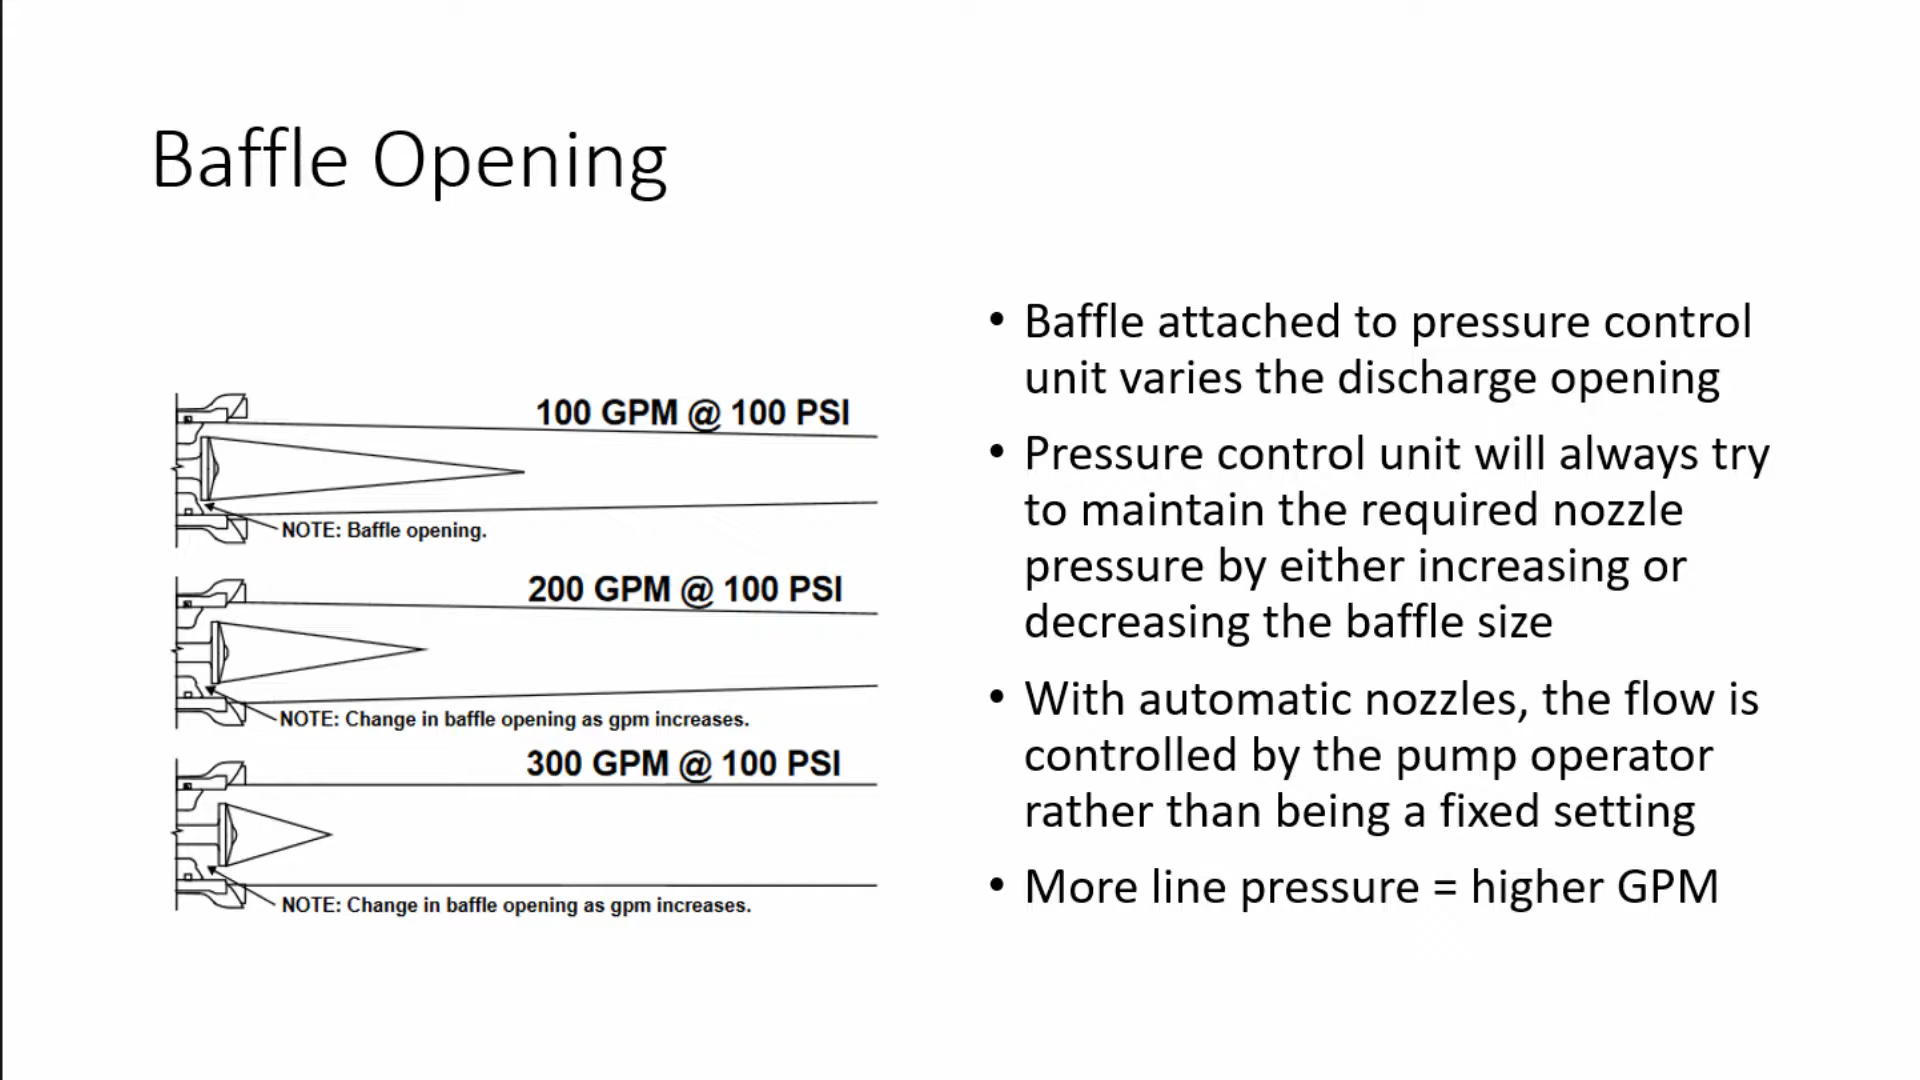 Baffle Opening
100 GPM @ 100 PSI
NOTE: Baffle opening.
200 GPM @ 100 PSI
NOTE: Change in baffle opening as gpm increases.
300 GPM @ 100 PSI
NOTE: Change in baffle opening as gpm increases.
• Baffle attached to pressure control
unit varies the discharge opening
• Pressure control unit will always try
to maintain the required nozzle
pressure by either increasing or
decreasing the baffle size
• With automatic nozzles, the flow is
controlled by the pump operator
rather than being a fixed setting
• More line pressure = higher GPM